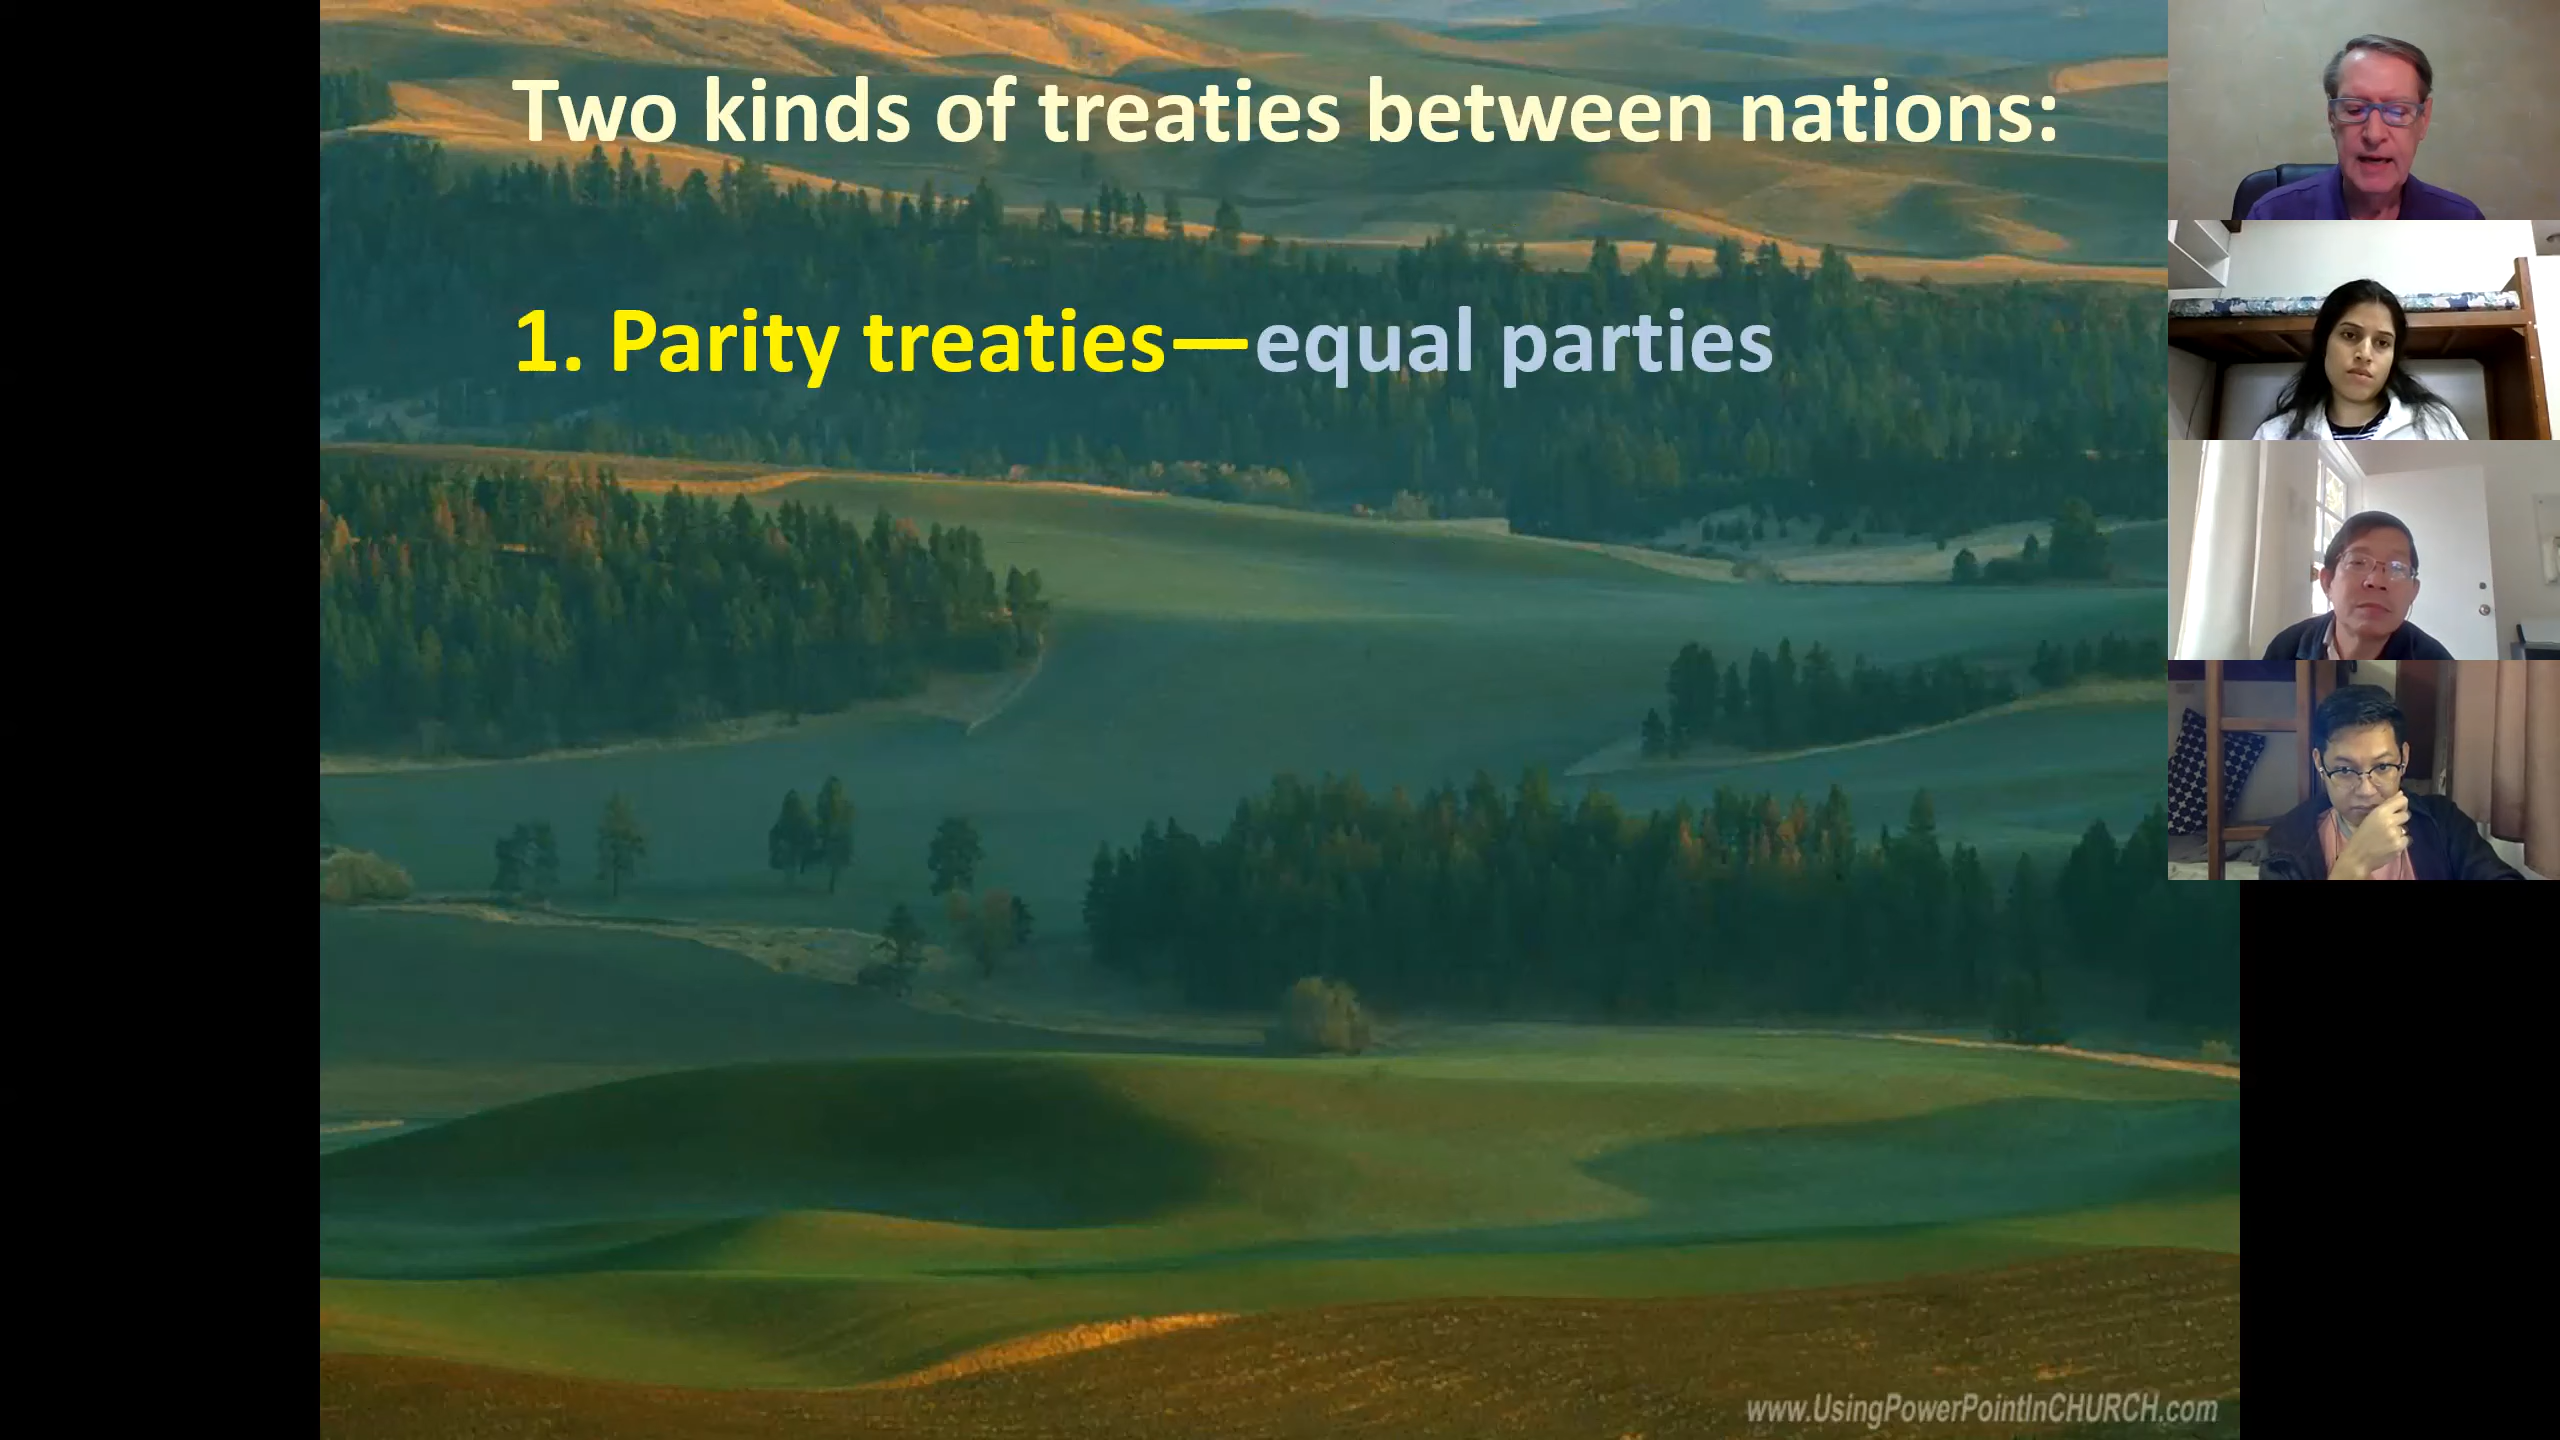 Two kinds of treaties between nations:
1. Parity treaties—equal parties
www.UsingPowerPointInCHURCH.com